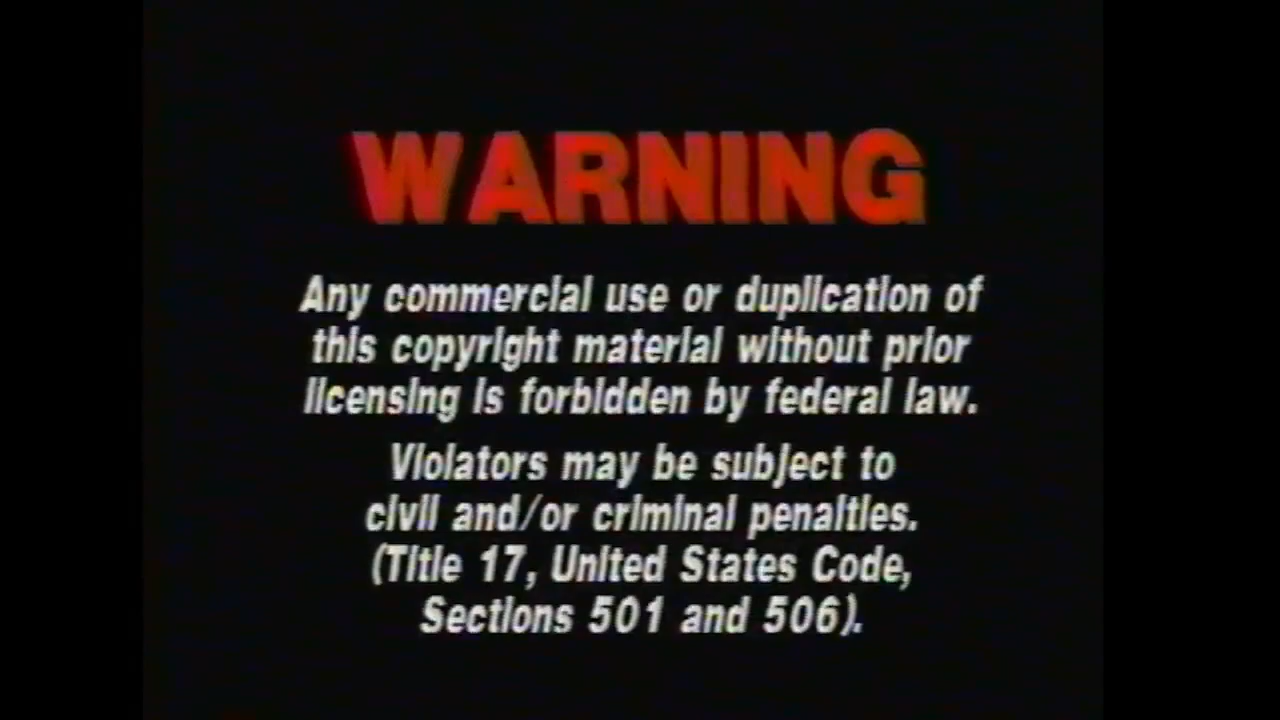 WARNING
Any commercial use or duplication of
this copyright material without prior
licensing is forbidden by federal law.
Violators may be subject to
civil and/or criminal penalties.
(Title 17, United States Code,
Sections 501 and 506).